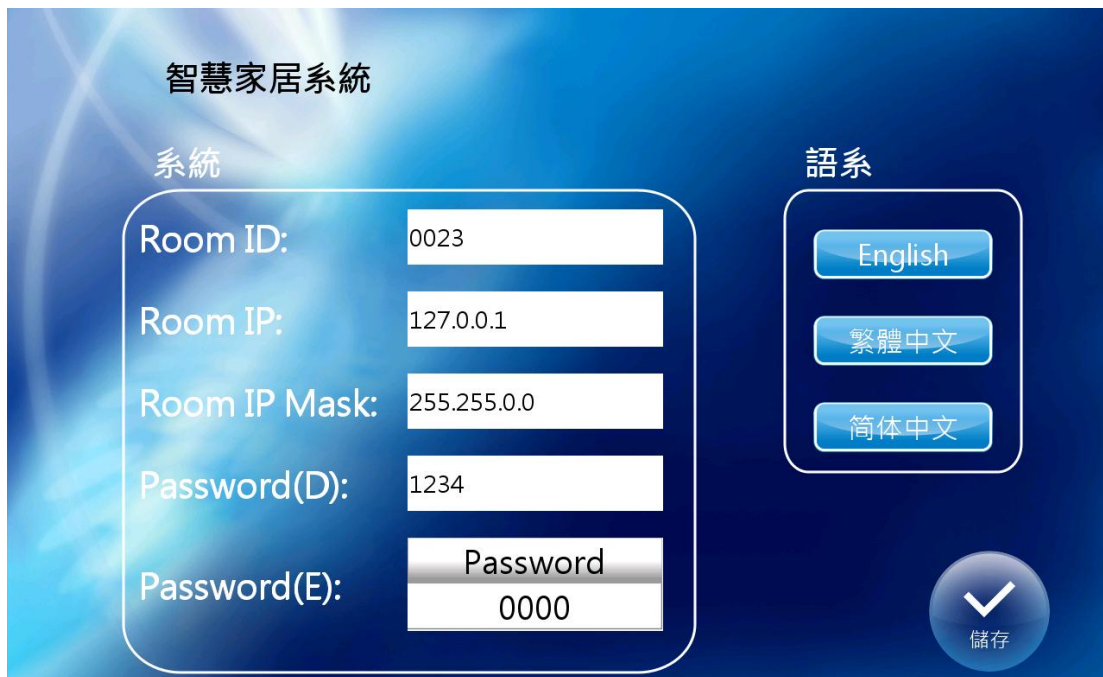 智慧家居系統
系統
Room ID: 0023
Room IP: 127.0.0.1
Room IP Mask: 255.255.0.0
Password(D): 1234
Password(E): Password
0000
語系
English
繁體中文
简体中文
儲存